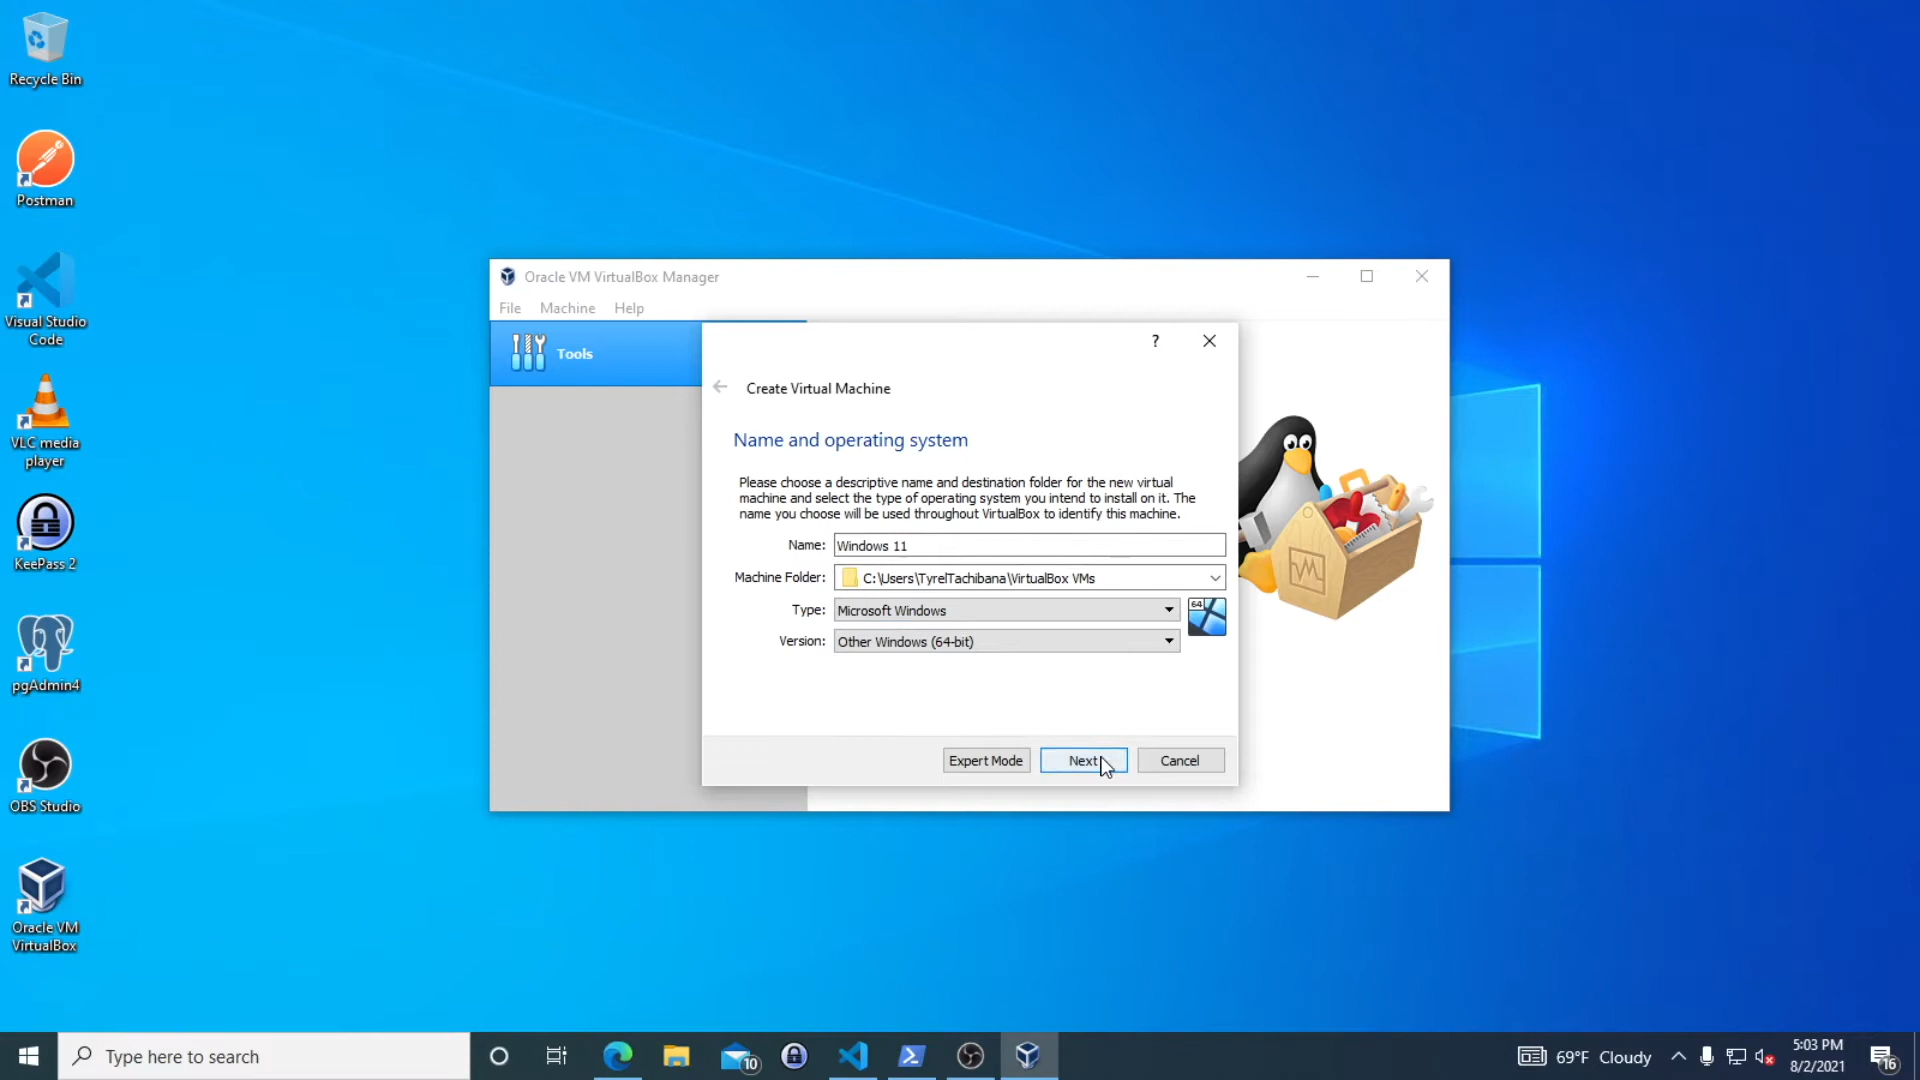 Recycle Bin
Postman
Visual Studio
Code
VLC media
player
KeePass 2
pgAdmin4
OBS Studio
Oracle VM
VirtualBox
Oracle VM VirtualBox Manager
File Machine Help
Tools
?
Create Virtual Machine
Name and operating system
Please choose a descriptive name and destination folder for the new virtual
machine and select the type of operating system you intend to install on it. The
name you choose will be used throughout VirtualBox to identify this machine.
Name: Windows 11
Machine Folder: C:\Users\TyrelTachibana\VirtualBox VMs
Type: Microsoft Windows
64
Version: Other Windows (64-bit)
Expert Mode Next Cancel
Type here to search
10
69°F Cloudy
5:03 PM
8/2/2021
16